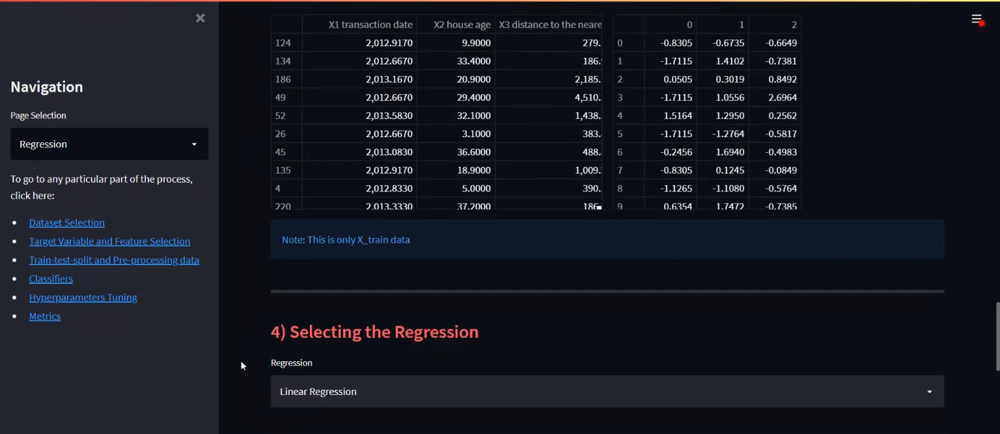 Navigation
Page Selection
Regression
To go to any particular part of the process,
click here:
Dataset Selection
Target Variable and Feature Selection
Train-test-split and Pre-processing data
Classifiers
Hyperparameters Tuning
Metrics
X1 transaction date X2 house age X3 distance to the neare
124 2,012.9170 9.9000 279.
134 2,012.6670 33.4000 186.
186 2,013.1670 20.9000 2,185.
49 2,012.6670 29.4000 4,510.
52 2,013.5830 32.1000 1,438.
26 2,012.6670 3.1000 383.
45 2,013.0830 36.6000 488.
135 2,012.9170 18.9000 1,009.
4 2,012.8330 5.0000 390.
220 2,013.3330 37.2000 186
0 1 2
0 -0.8305 -0.6735 -0.6649
1 -1.7115 1.4102 -0.7381
2 0.0505 0.3019 0.8492
3 -1.7115 1.0556 2.6964
4 1.5164 1.2950 0.2562
5 -1.7115 -1.2764 -0.5817
6 -0.2456 1.6940 -0.4983
7 -0.8305 0.1245 -0.0849
8 -1.1265 -1.1080 -0.5764
9 0.6354 1.7472 -0.7385
Note: This is only X_train data
4) Selecting the Regression
Regression
Linear Regression